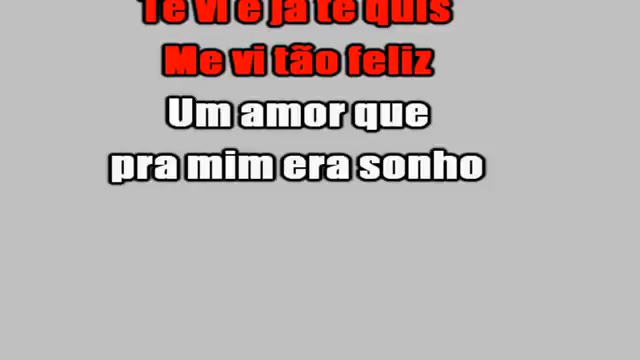 Te vi e já te quis
Me vi tão feliz
Um amor que
pra mim era sonho